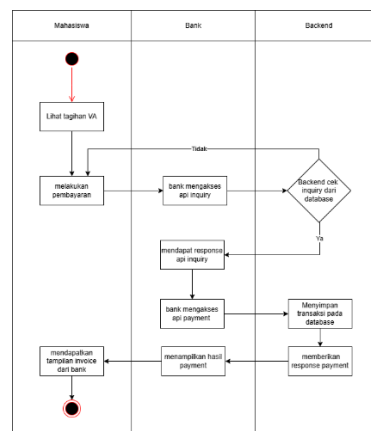 Mahasiswa
Bank
Backend
Lihat tagihan VA
Tidak
melakukan
pembayaran
bank mengakses
api inquiry
Backend cek
inquiry dari
database
Ya
mendapat response
api inquiry
bank mengakses
api payment
Menyimpan
transaksi pada
database
mendapatkan
tampilan invoice
dari bank
menampilkan hasil
payment
memberikan
response payment